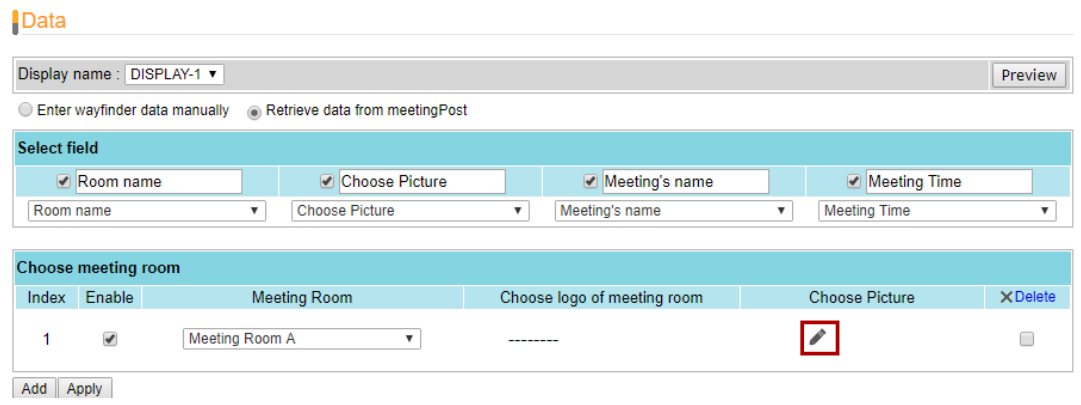 Data
Display name : DISPLAY-1 Preview
Enter wayfinder data manually Retrieve data from meetingPost
Select field
Room name Choose Picture Meeting's name Meeting Time
Room name Choose Picture Meeting's name Meeting Time
Choose meeting room
Index Enable Meeting Room Choose logo of meeting room Choose Picture Delete
1 Meeting Room A --------
Add Apply